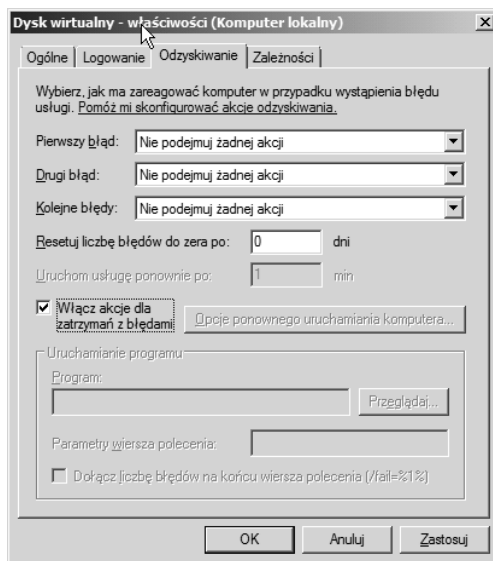 Dysk wirtualny - właściwości (Komputer lokalny)
Ogólne Logowanie Odzyskiwanie Zależności
Wybierz, jak ma zareagować komputer w przypadku wystąpienia błędu
usługi. Pomóż mi skonfigurować akcje odzyskiwania.
Pierwszy błąd: Nie podejmuj żadnej akcji
Drugi błąd: Nie podejmuj żadnej akcji
Kolejne błędy: Nie podejmuj żadnej akcji
Resetuj liczbę błędów do zera po: 0 dni
Uruchom usługę ponownie po: 1 min.
Włącz akcje dla
zatrzymań z błędami
Opcje ponownego uruchamiania komputera...
Uruchamianie programu
Program:
Przeglądaj...
Parametry wiersza polecenia:
Dołącz liczbę błędów na końcu wiersza polecenia (/fail=%1%)
OK Anuluj Zastosuj